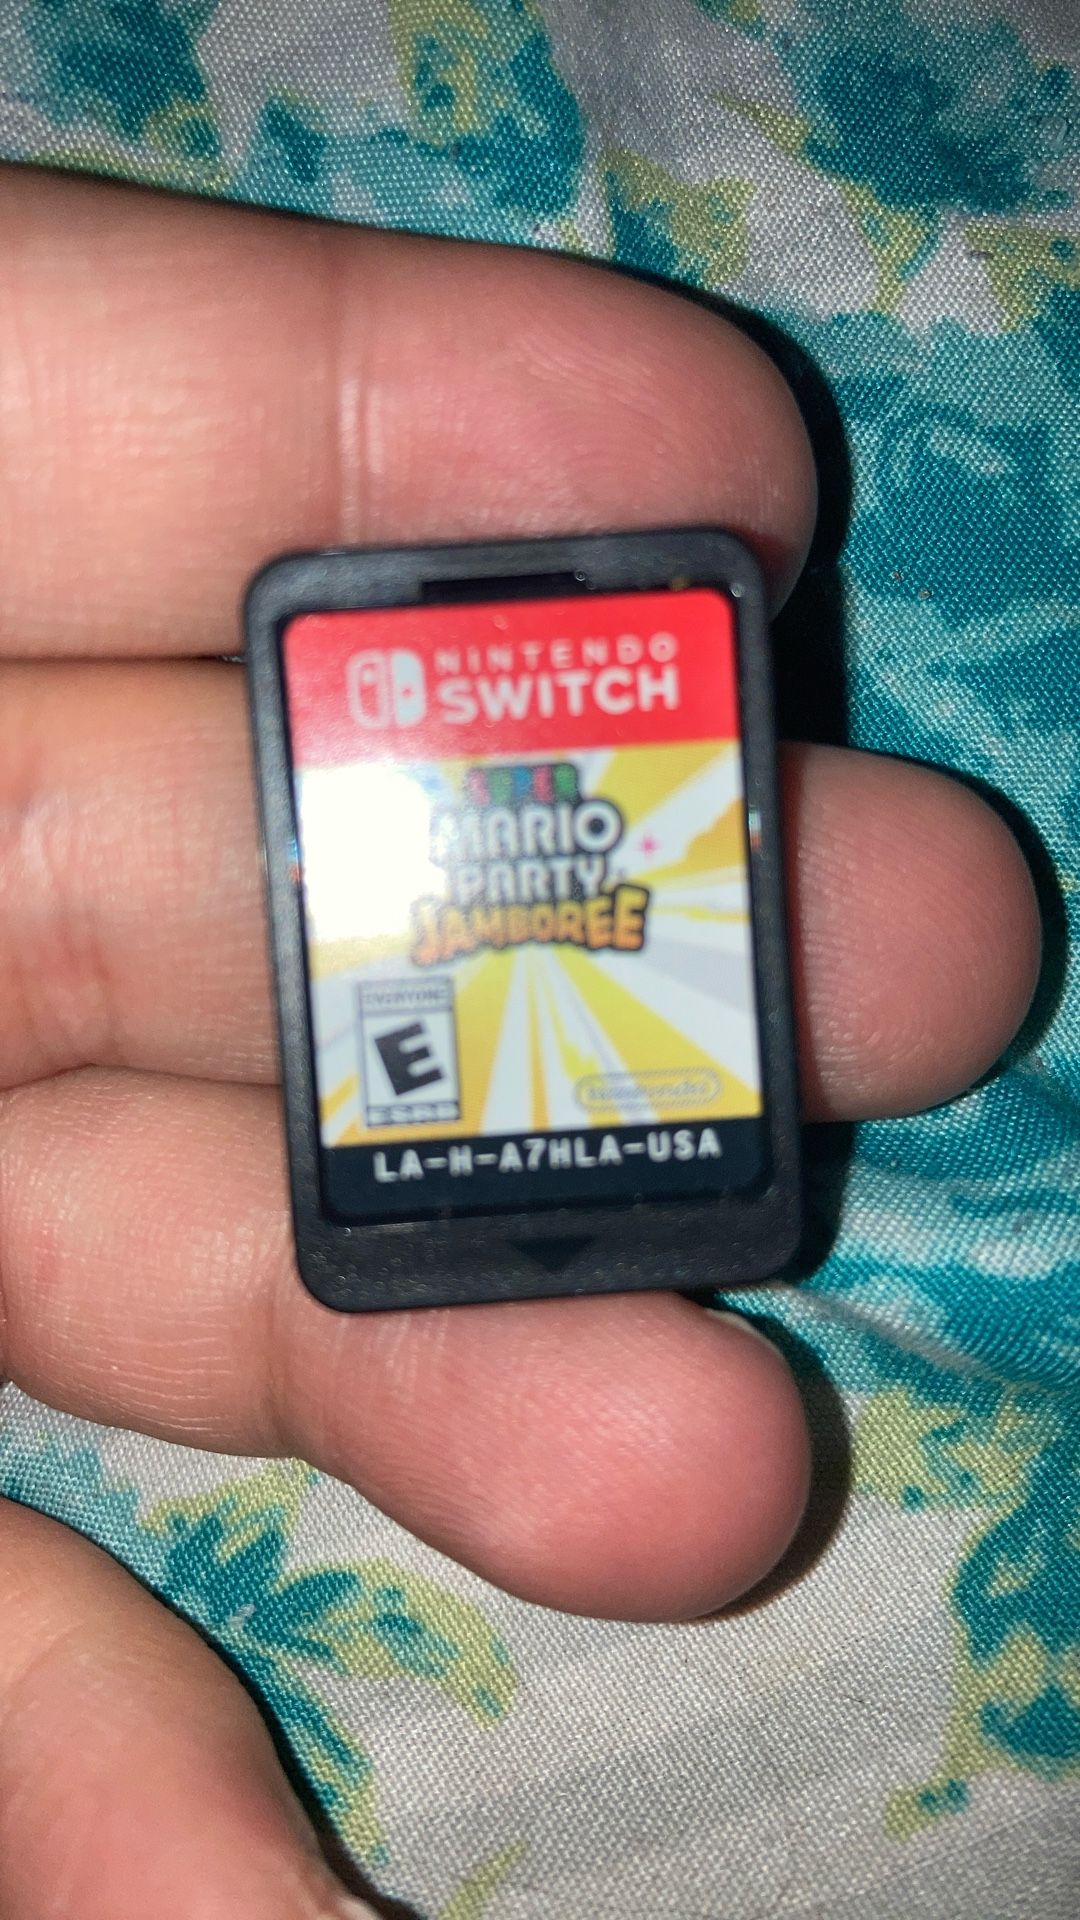 NINTENDO
SWITCH
SUPER
MARIO
PARTY
JAMBOREE
EVERYONE
E
ESRB
Nintendo
LA-H-A7HLA-USA